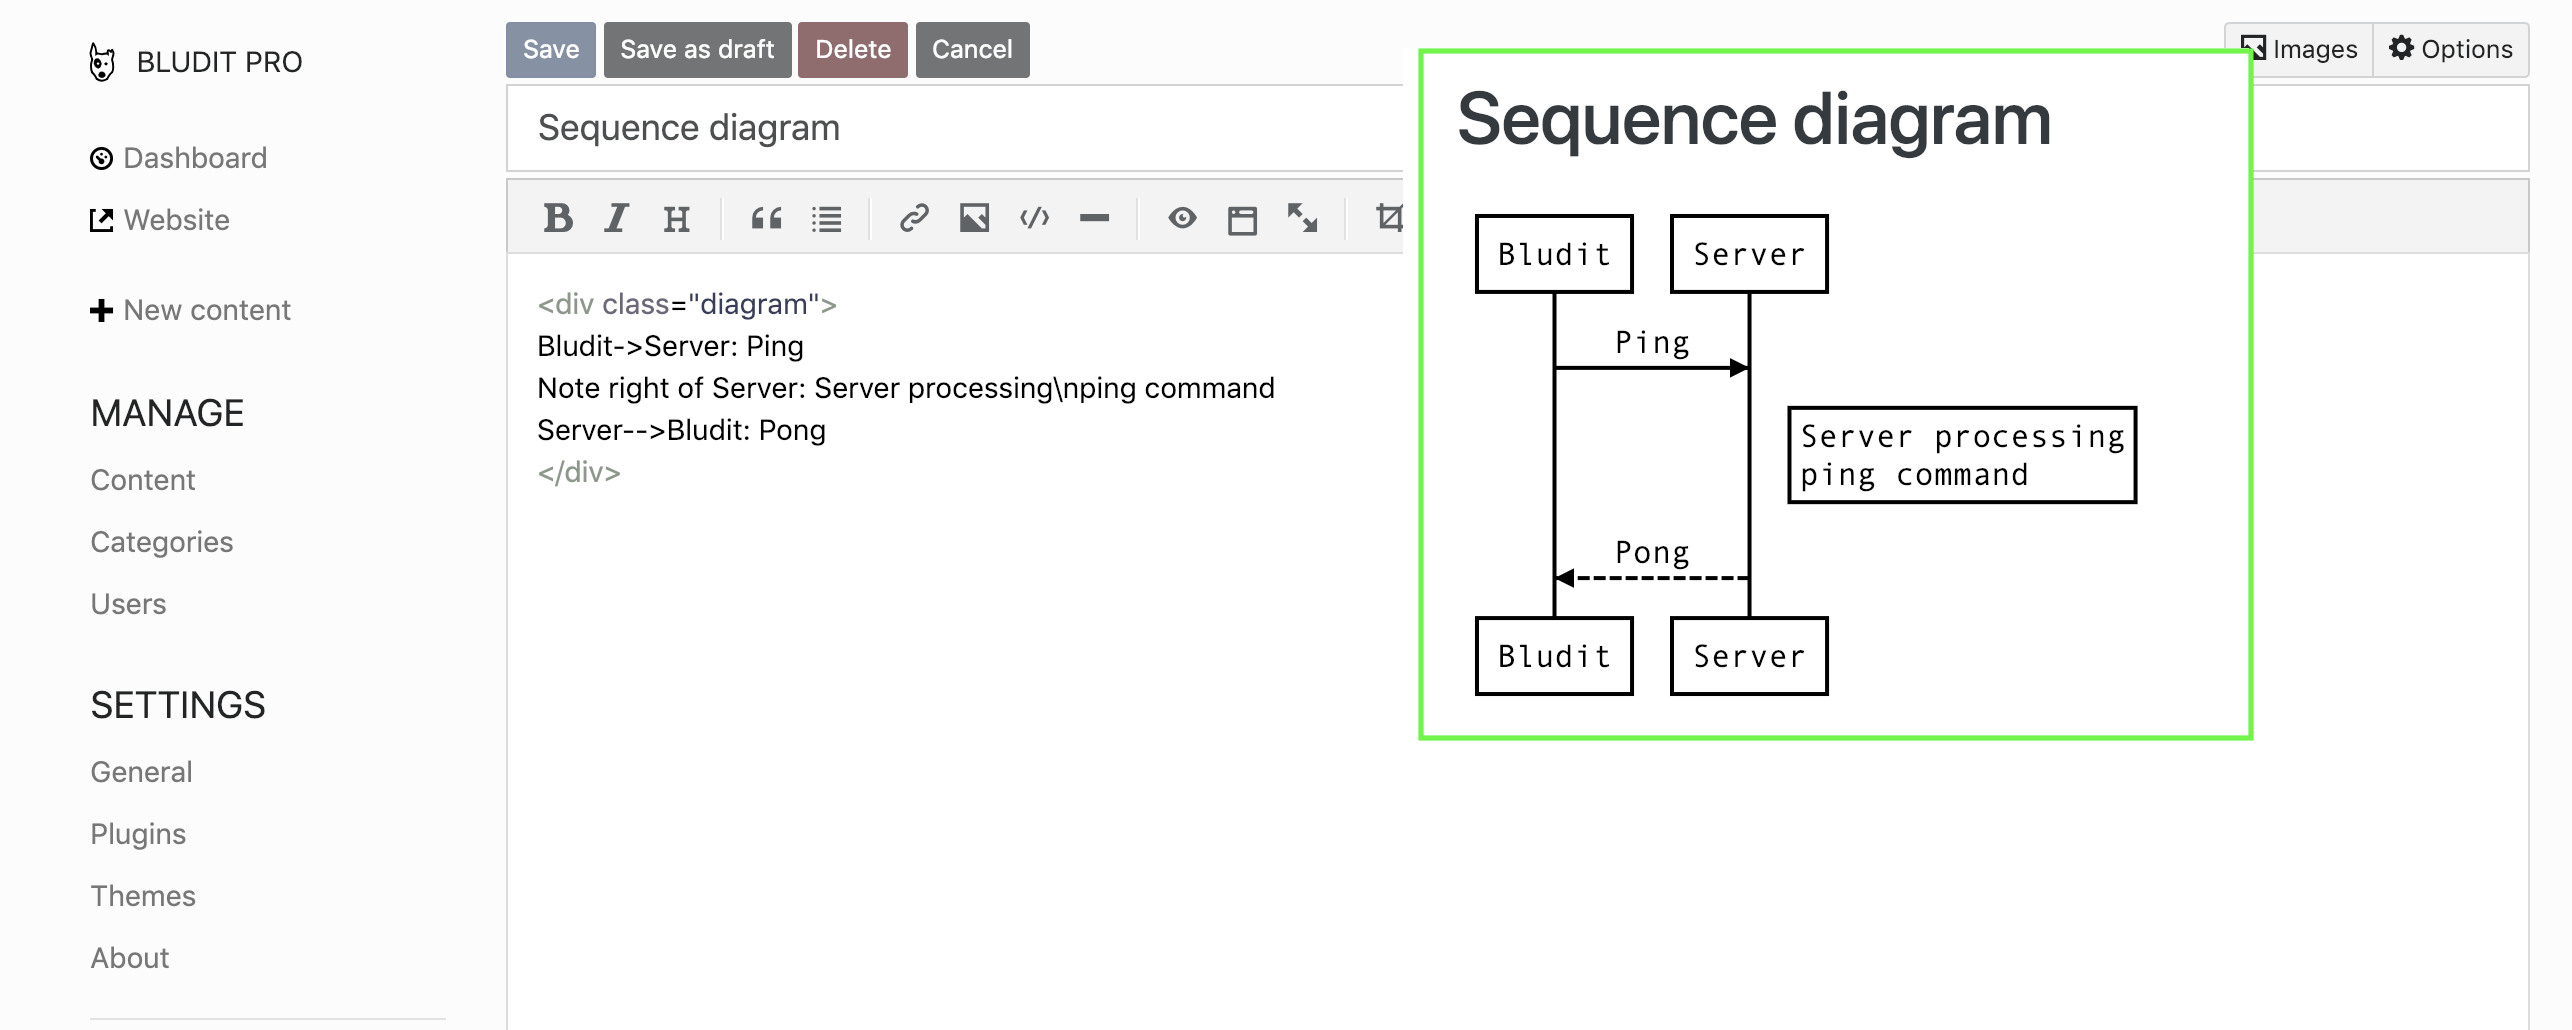 BLUDIT PRO
Dashboard
Website
New content
MANAGE
Content
Categories
Users
SETTINGS
General
Plugins
Themes
About
Save
Save as draft
Delete
Cancel
Images
Options
Sequence diagram
B I H
<div class="diagram">
Bludit->Server: Ping
Note right of Server: Server processing\nping command
Server-->Bludit: Pong
</div>
Sequence diagram
Bludit
Server
Ping
Server processing
ping command
Pong
Bludit
Server